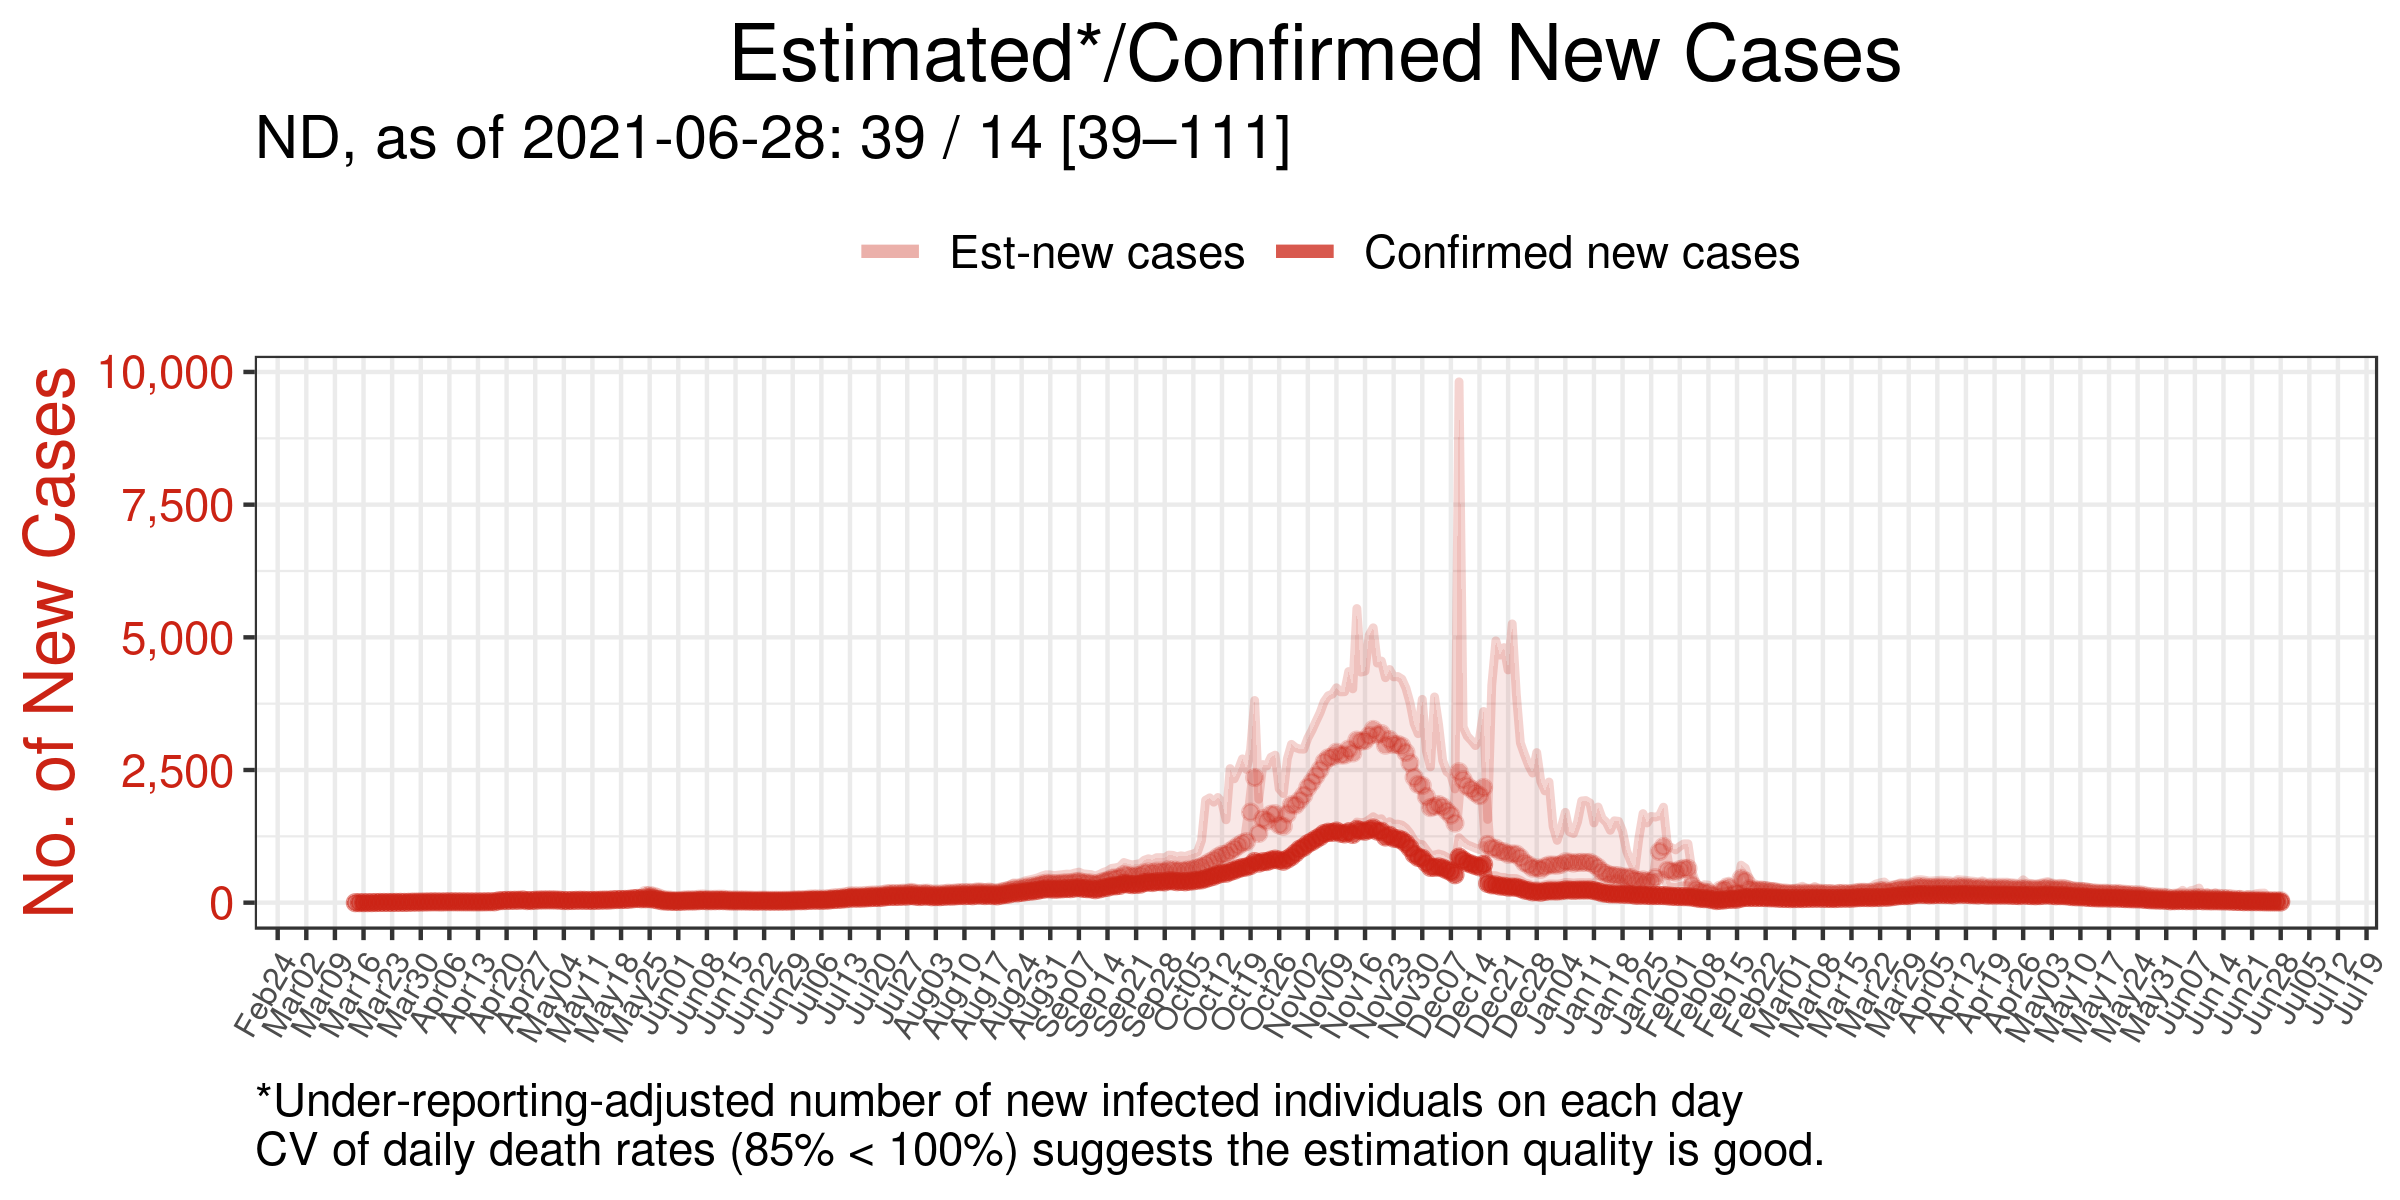 Estimated*/Confirmed New Cases
ND, as of 2021-06-28: 39 / 14 [39–111]
Est-new cases
Confirmed new cases
No. of New Cases
10,000
7,500
5,000
2,500
0
Feb24
Mar02
Mar09
Mar16
Mar23
Mar30
Apr06
Apr13
Apr20
Apr27
May04
May11
May18
May25
Jun01
Jun08
Jun15
Jun22
Jun29
Jul06
Jul13
Jul20
Jul27
Aug03
Aug10
Aug17
Aug24
Aug31
Sep07
Sep14
Sep21
Sep28
Oct05
Oct12
Oct19
Oct26
Nov02
Nov09
Nov16
Nov23
Nov30
Dec07
Dec14
Dec21
Dec28
Jan04
Jan11
Jan18
Jan25
Feb01
Feb08
Feb15
Feb22
Mar01
Mar08
Mar15
Mar22
Mar29
Apr05
Apr12
Apr19
Apr26
May03
May10
May17
May24
May31
Jun07
Jun14
Jun21
Jun28
Jul05
Jul12
Jul19
*Under-reporting-adjusted number of new infected individuals on each day
CV of daily death rates (85% < 100%) suggests the estimation quality is good.